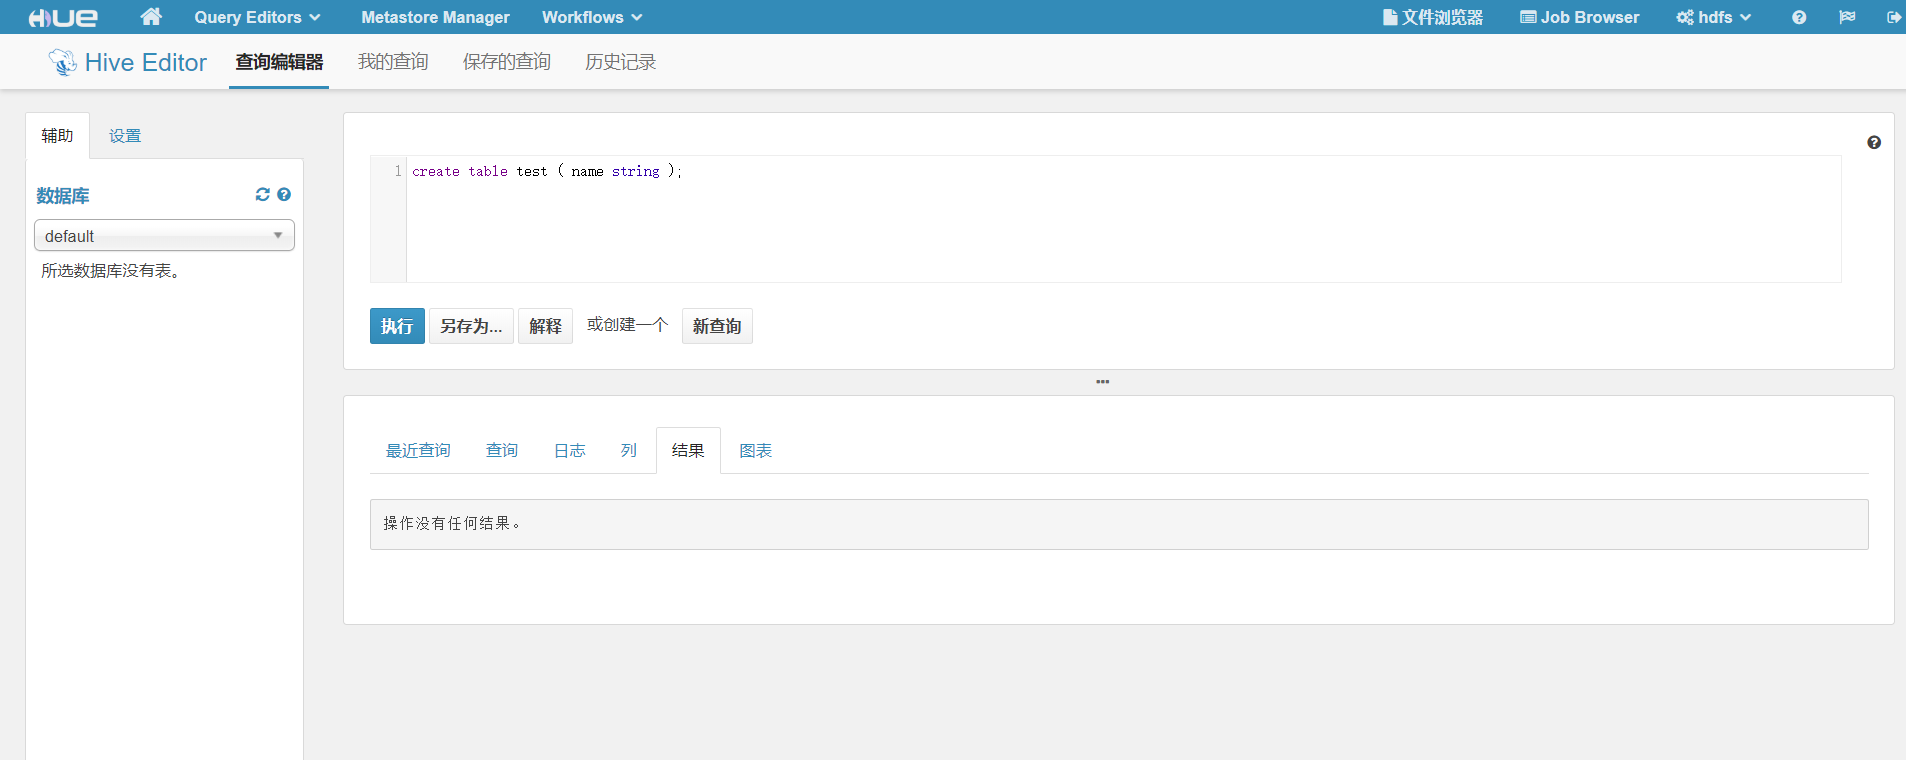 HUE Query Editors Metastore Manager Workflows 文件浏览器 Job Browser hdfs
Hive Editor 查询编辑器 我的查询 保存的查询 历史记录
辅助 设置
数据库
default
所选数据库没有表。
1 create table test ( name string );
执行 另存为... 解释 或创建一个 新查询
最近查询 查询 日志 列 结果 图表
操作没有任何结果。